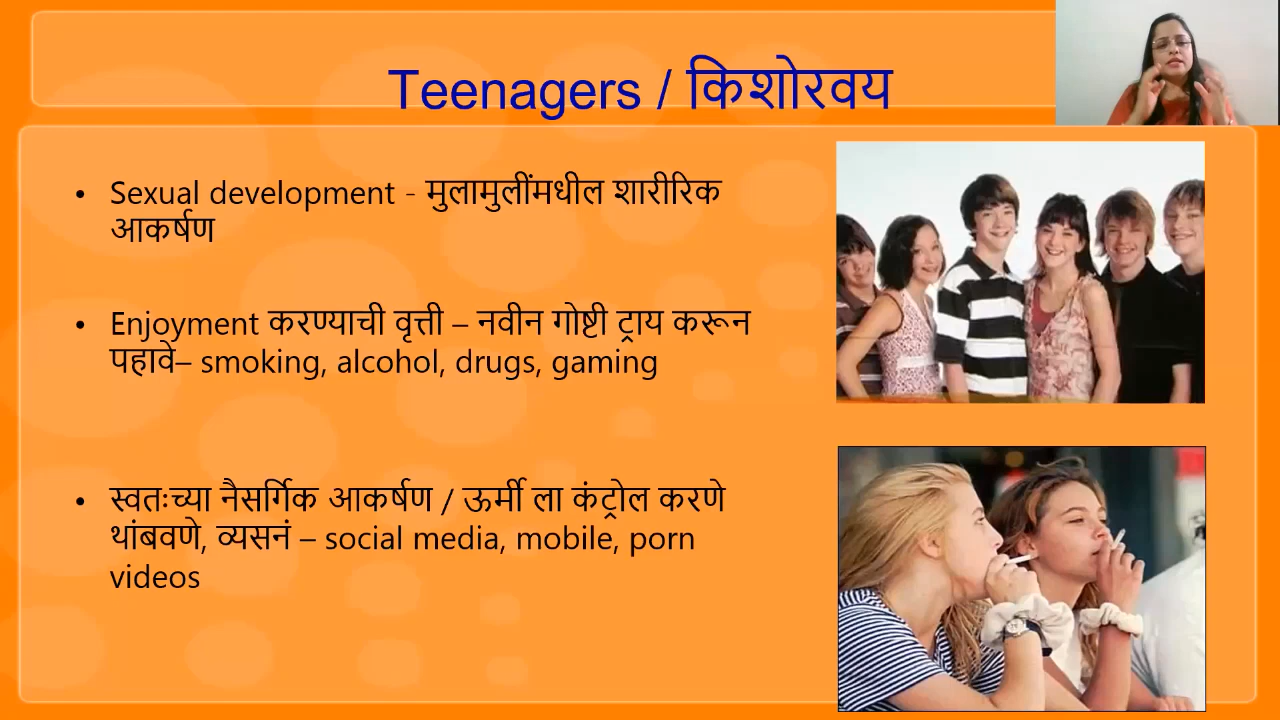 Teenagers / किशोरवय
• Sexual development - मुलामुलींमधील शारीरिक
आकर्षण
• Enjoyment करण्याची वृत्ती – नवीन गोष्टी ट्राय करून
पहावे– smoking, alcohol, drugs, gaming
• स्वतःच्या नैसर्गिक आकर्षण / ऊर्मी ला कंट्रोल करणे
थांबवणे, व्यसनं – social media, mobile, porn
videos